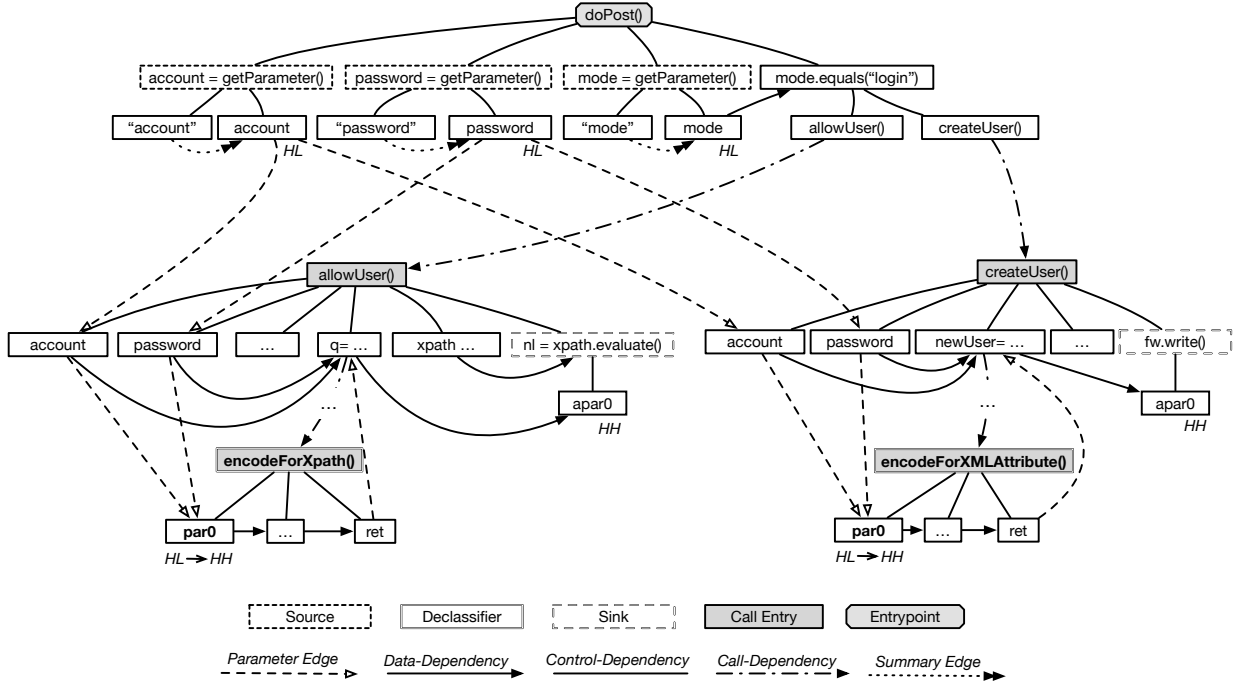 doPost()
account = getParameter()
password = getParameter()
mode = getParameter()
mode.equals(“login”)
“account”
account
“password”
password
“mode”
mode
allowUser()
createUser()
HL
HL
HL
allowUser()
createUser()
account
password
...
q= ...
xpath ...
nl = xpath.evaluate()
account
password
newUser= ...
...
fw.write()
...
apar0
HH
...
apar0
HH
encodeForXpath()
encodeForXMLAttribute()
par0
...
ret
par0
...
ret
HL → HH
HL → HH
Source
Declassifier
Sink
Call Entry
Entrypoint
Parameter Edge
Data-Dependency
Control-Dependency
Call-Dependency
Summary Edge